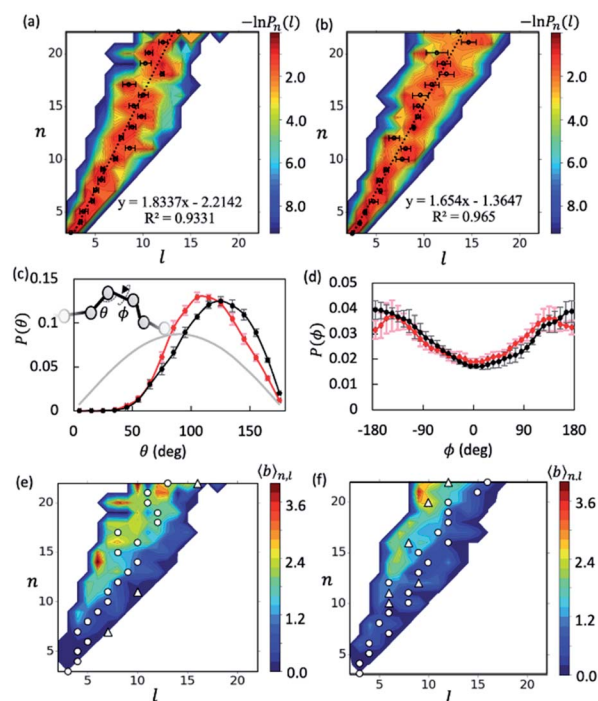 (a)
−lnPₙ(l)
20
15
n
10
5
y = 1.8337x - 2.2142
R² = 0.9331
5 10 15 20
l
2.0
4.0
6.0
8.0
(b)
−lnPₙ(l)
20
15
n
10
5
y = 1.654x - 1.3647
R² = 0.965
5 10 15 20
l
2.0
4.0
6.0
8.0
(c)
P(θ)
0.15
0.10
0.05
0
θ ϕ
0 50 100 150
θ (deg)
(d)
P(ϕ)
0.05
0.04
0.03
0.02
0.01
0
-180 -90 0 90 180
ϕ (deg)
(e)
⟨b⟩ₙ,ₗ
20
15
n
10
5
5 10 15 20
l
3.6
2.4
1.2
0.0
(f)
⟨b⟩ₙ,ₗ
20
15
n
10
5
5 10 15 20
l
3.6
2.4
1.2
0.0